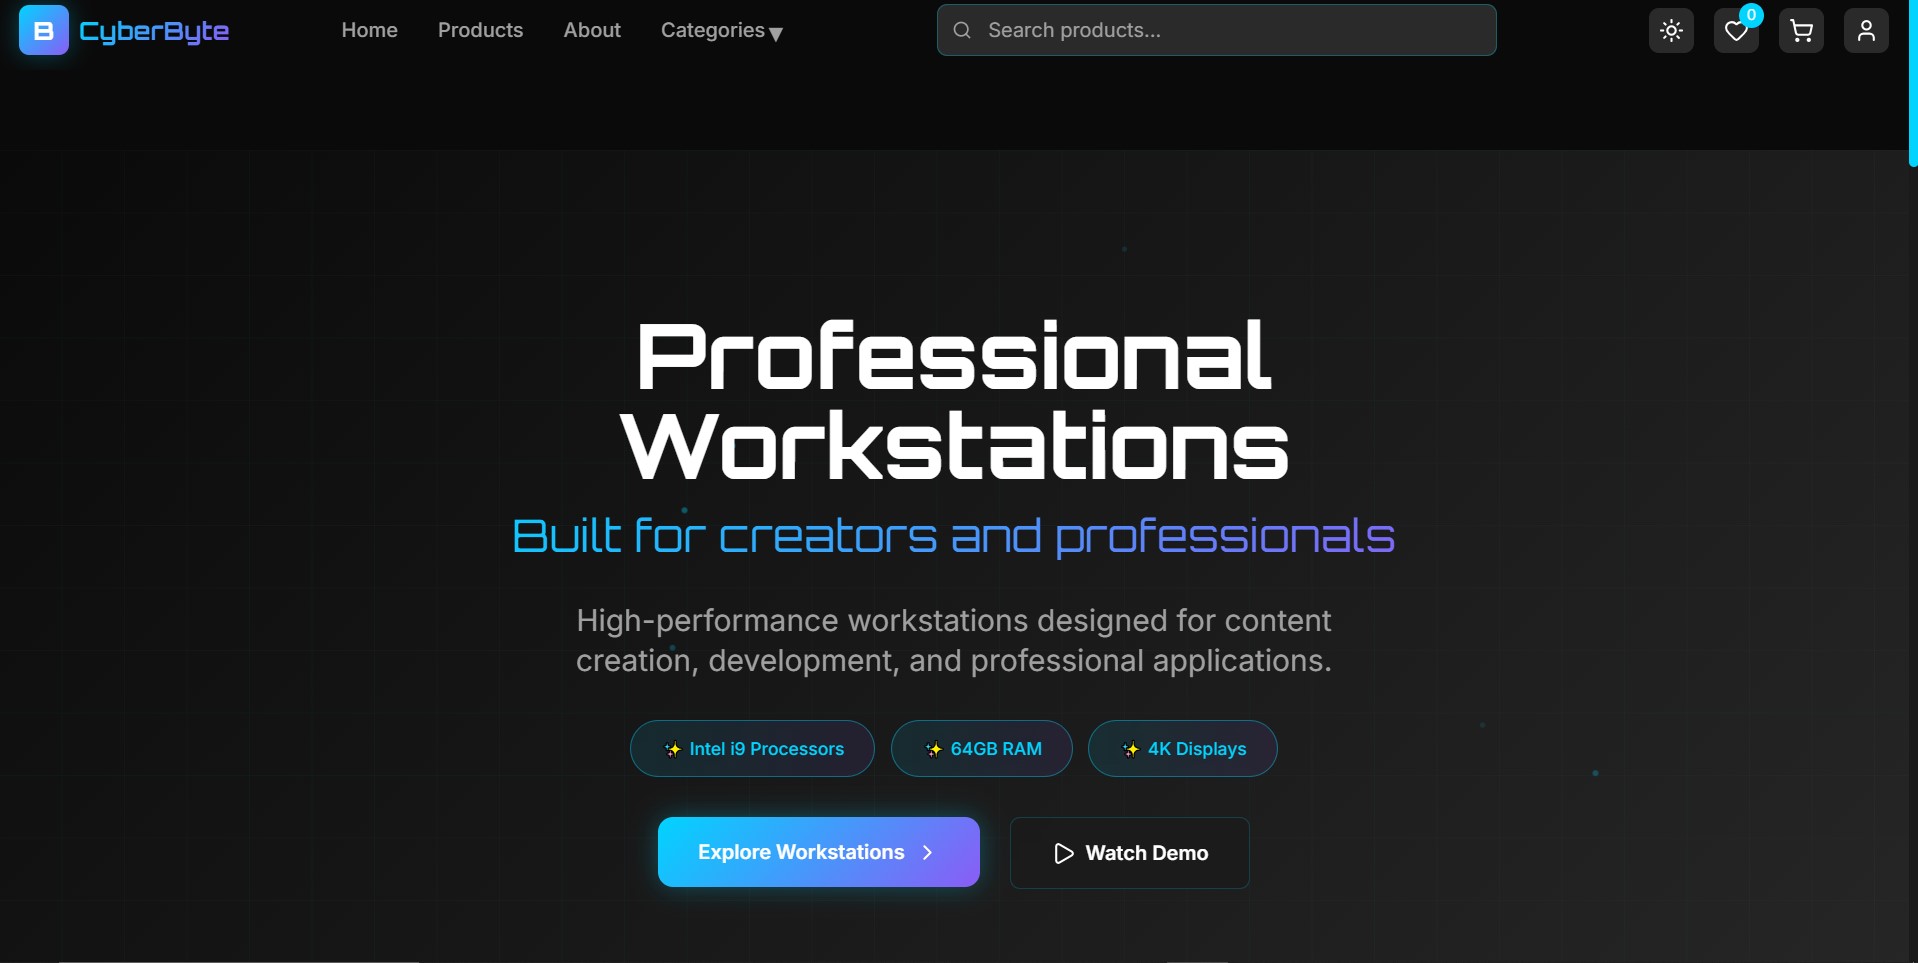 B CyberByte
Home Products About Categories
Search products...
0
Professional
Workstations
Built for creators and professionals
High-performance workstations designed for content
creation, development, and professional applications.
Intel i9 Processors 64GB RAM 4K Displays
Explore Workstations Watch Demo